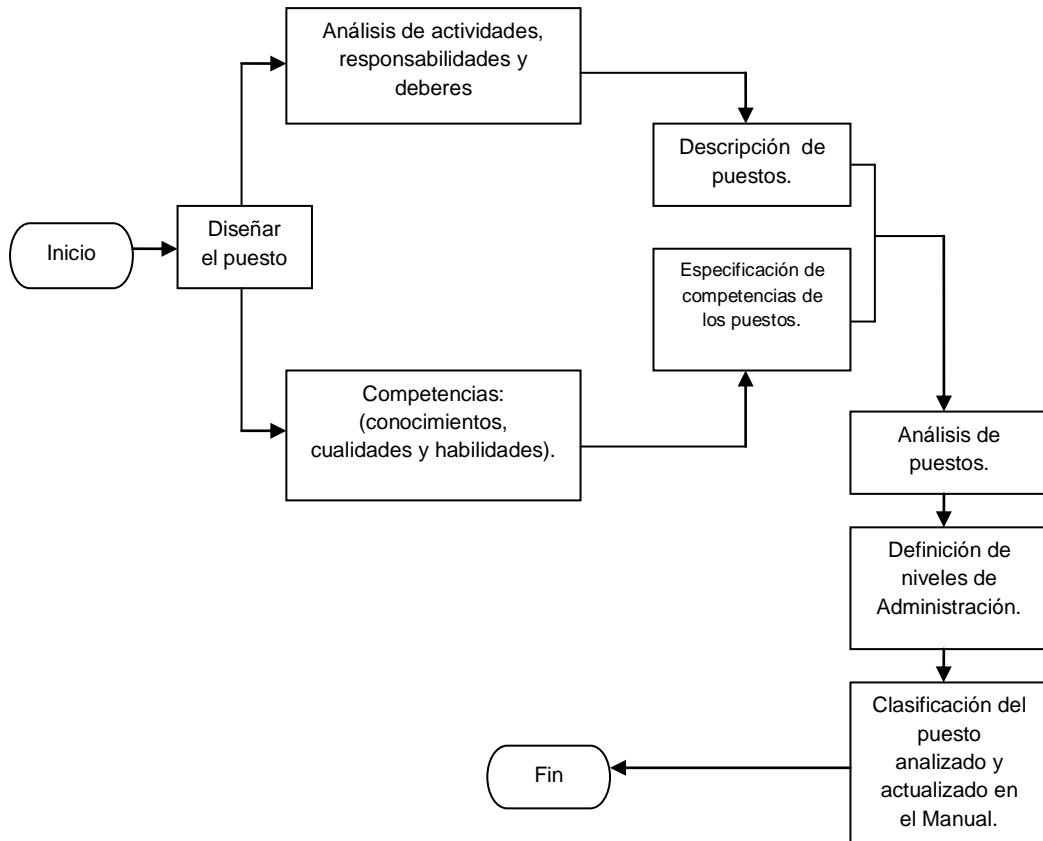 Inicio
Diseñar
el puesto
Análisis de actividades,
responsabilidades y
deberes
Competencias:
(conocimientos,
cualidades y habilidades).
Descripción de
puestos.
Especificación de
competencias de
los puestos.
Análisis de
puestos.
Definición de
niveles de
Administración.
Clasificación del
puesto
analizado y
actualizado en
el Manual.
Fin